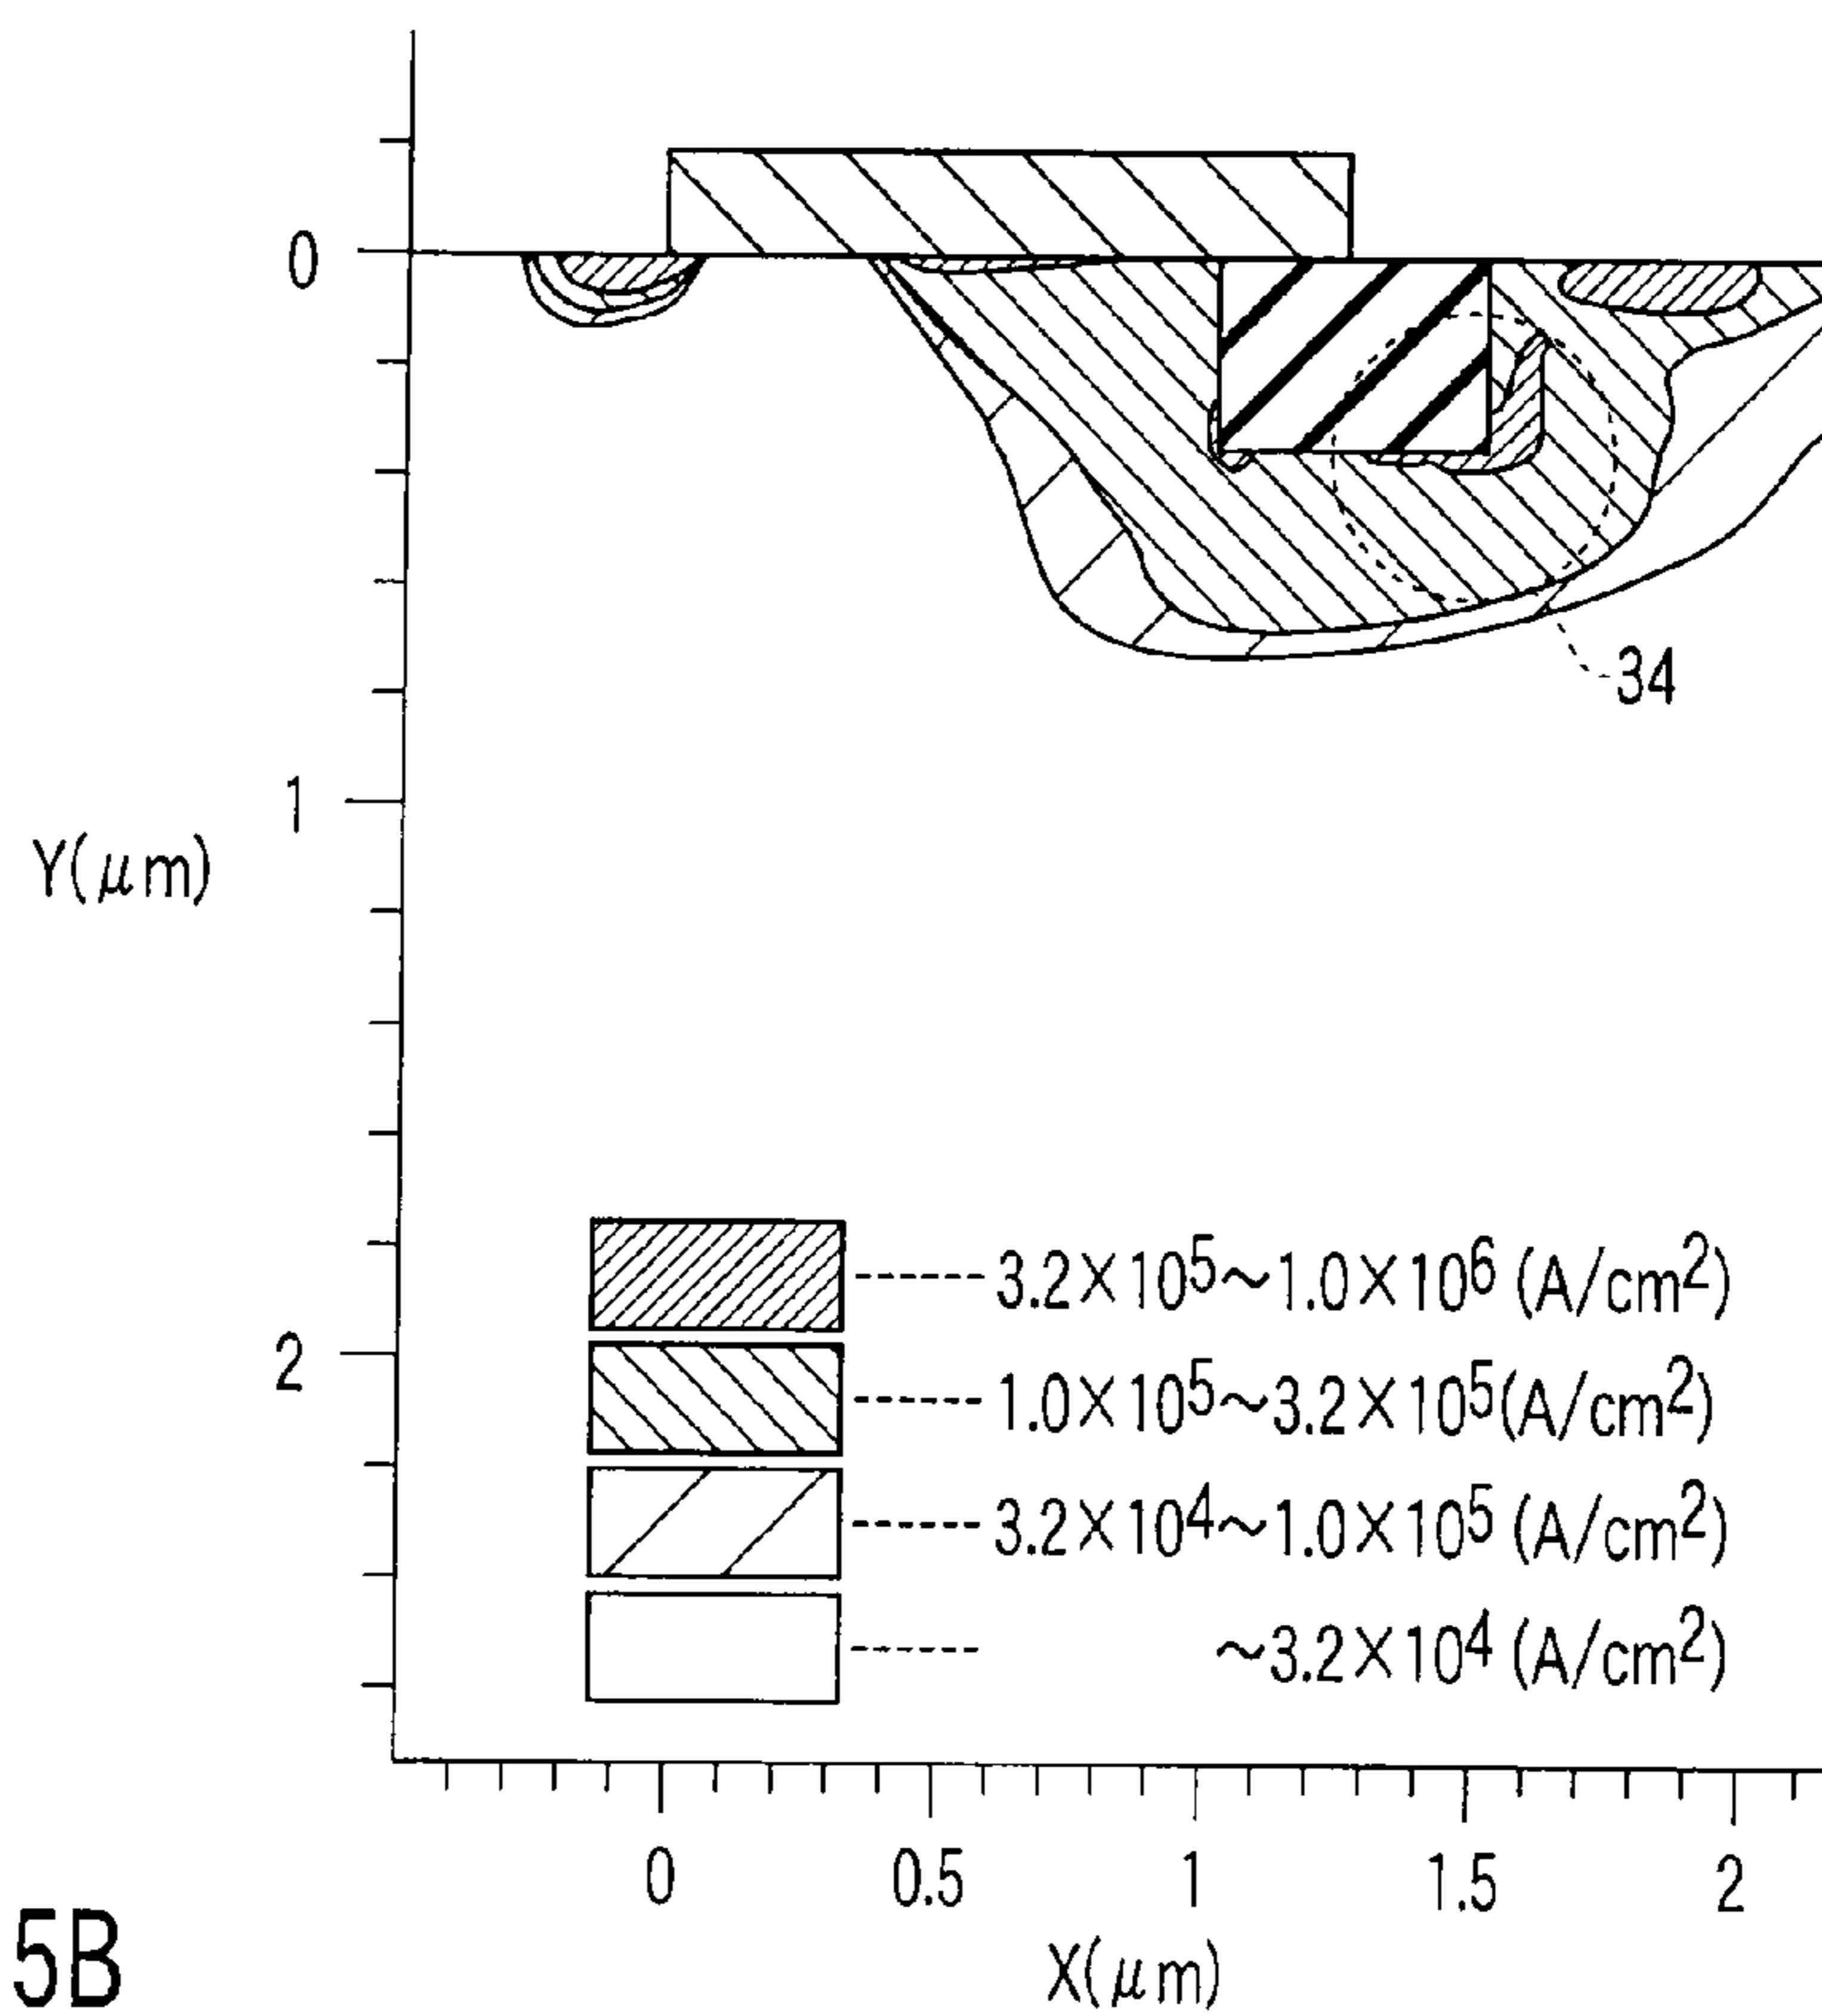 0
34
1
Y(μm)
3.2×10⁵~1.0×10⁶ (A/cm²)
2
1.0×10⁵~3.2×10⁵(A/cm²)
3.2×10⁴~1.0×10⁵ (A/cm²)
~3.2×10⁴ (A/cm²)
0 0.5 1 1.5 2
X(μm)
5B